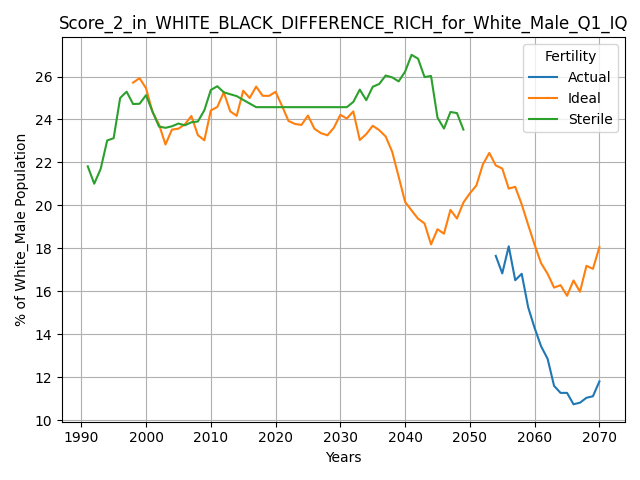 Score_2_in_WHITE_BLACK_DIFFERENCE_RICH_for_White_Male_Q1_IQ
Fertility
Actual
Ideal
Sterile
% of White_Male Population
26
24
22
20
18
16
14
12
10
1990 2000 2010 2020 2030 2040 2050 2060 2070
Years